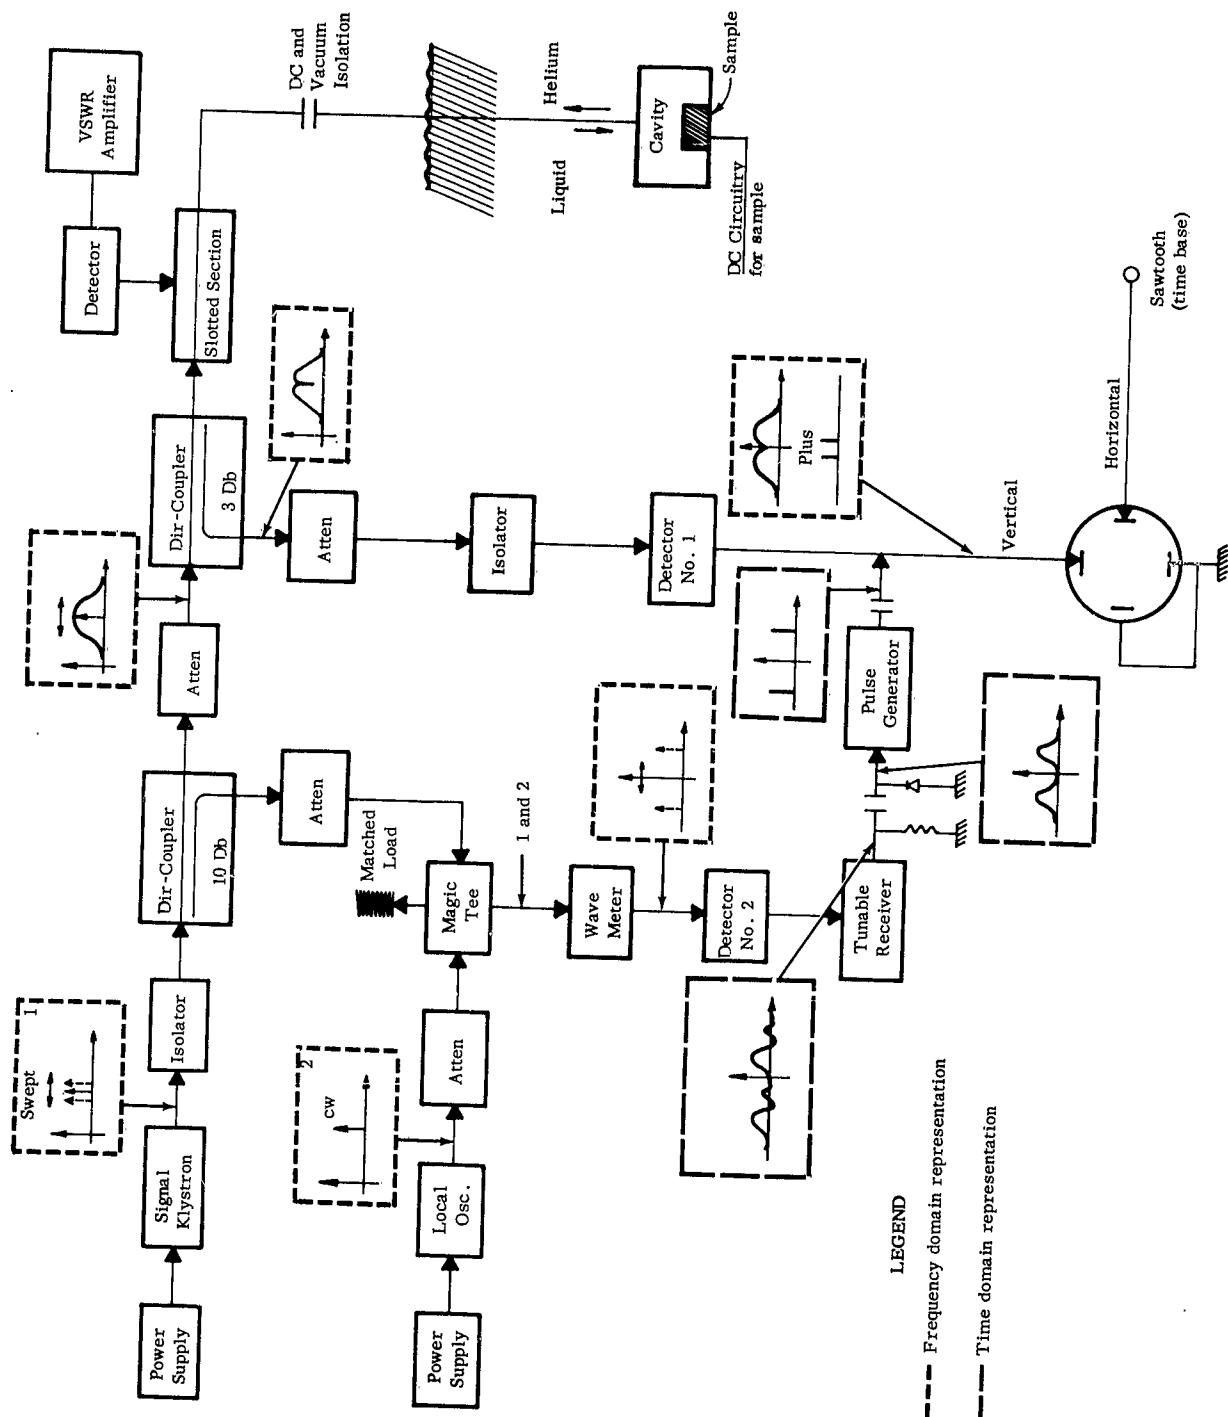 Power
Supply
Signal
Klystron
Swept
1
Isolator
Dir-Coupler
10 Db
Atten
Dir-Coupler
3 Db
Slotted Section
Detector
VSWR
Amplifier
DC and
Vacuum
Isolation
Liquid
Helium
Cavity
Sample
DC Circuitry
for sample
Power
Supply
Local
Osc.
2
cw
Atten
Magic
Tee
Matched
Load
Atten
1 and 2
Wave
Meter
Detector
No. 2
Tunable
Receiver
Pulse
Generator
Atten
Isolator
Detector
No. 1
Plus
Vertical
Horizontal
Sawtooth
(time base)
LEGEND
Frequency domain representation
Time domain representation